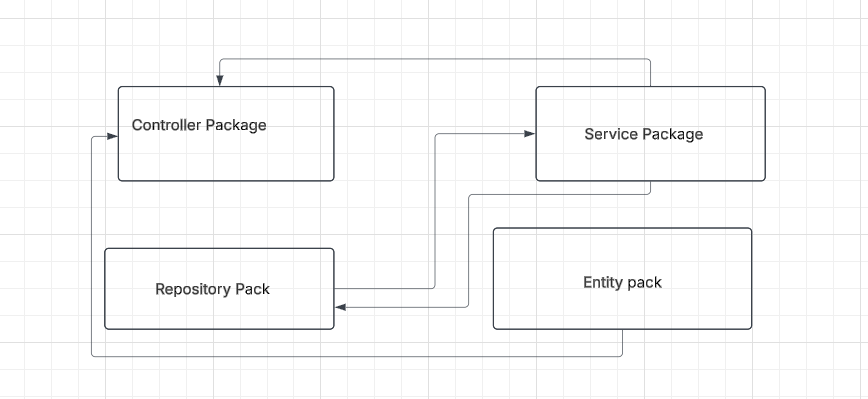 Controller Package
Service Package
Repository Pack
Entity pack